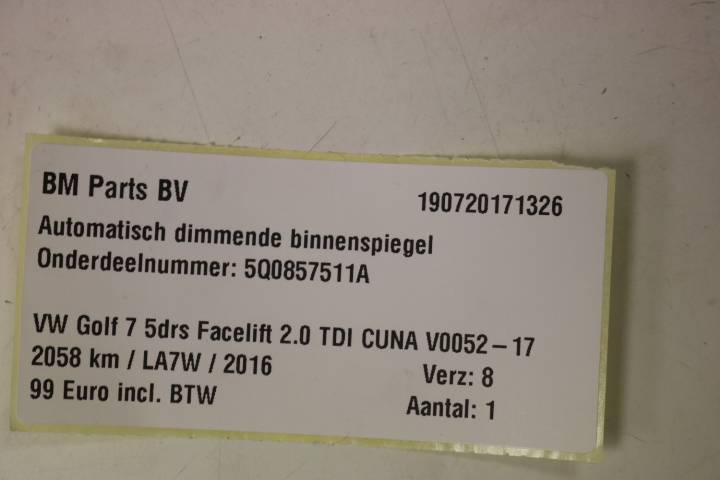 BM Parts BV 190720171326
Automatisch dimmende binnenspiegel
Onderdeelnummer: 5Q0857511A
VW Golf 7 5drs Facelift 2.0 TDI CUNA V0052-17
2058 km / LA7W / 2016 Verz: 8
99 Euro incl. BTW Aantal: 1